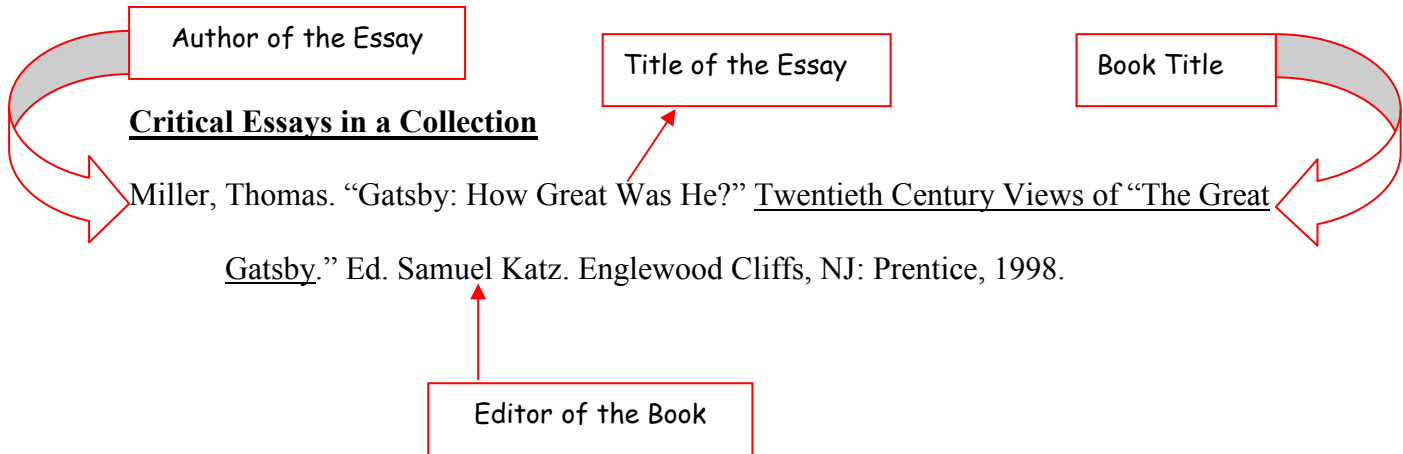 Author of the Essay
Title of the Essay
Book Title
Critical Essays in a Collection
Miller, Thomas. “Gatsby: How Great Was He?” Twentieth Century Views of “The Great
Gatsby.” Ed. Samuel Katz. Englewood Cliffs, NJ: Prentice, 1998.
Editor of the Book